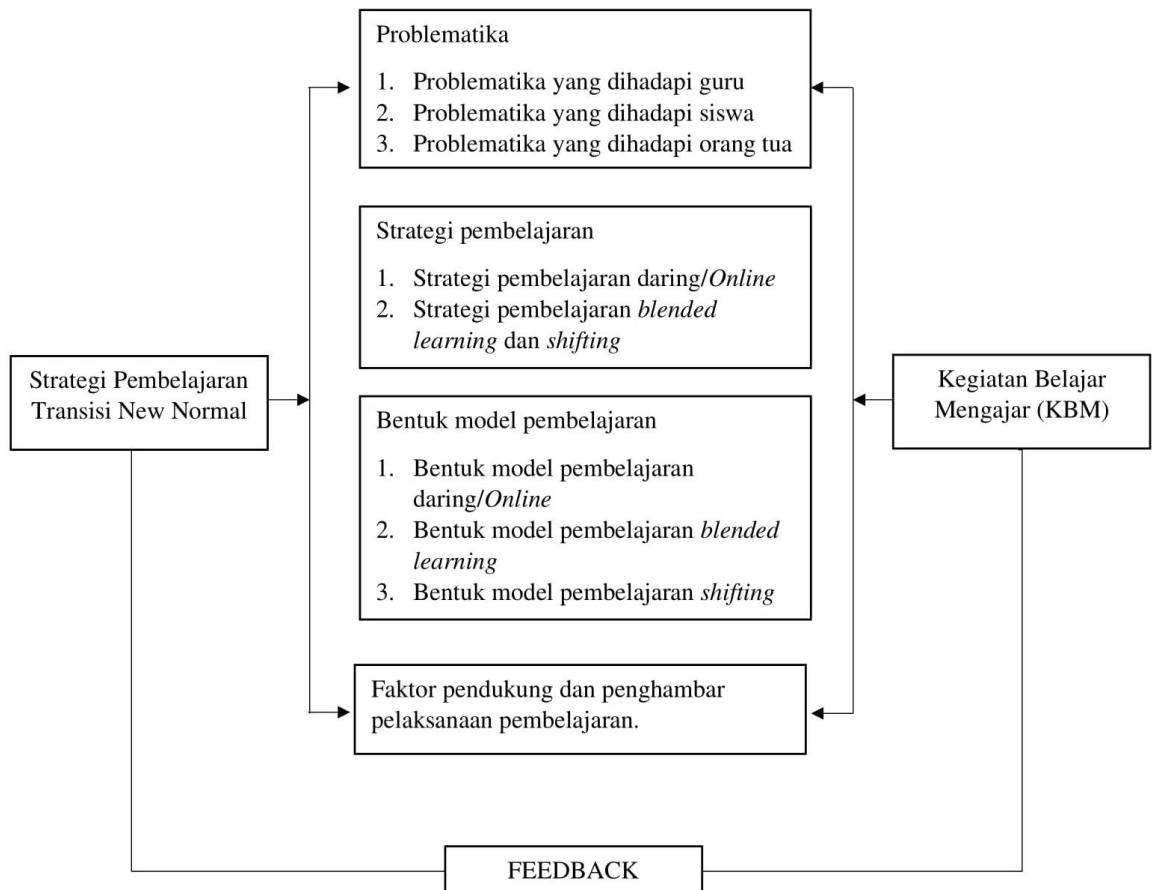 Problematika
1. Problematika yang dihadapi guru
2. Problematika yang dihadapi siswa
3. Problematika yang dihadapi orang tua
Strategi pembelajaran
1. Strategi pembelajaran daring/Online
2. Strategi pembelajaran blended
learning dan shifting
Strategi Pembelajaran
Transisi New Normal
Kegiatan Belajar
Mengajar (KBM)
Bentuk model pembelajaran
1. Bentuk model pembelajaran
daring/Online
2. Bentuk model pembelajaran blended
learning
3. Bentuk model pembelajaran shifting
Faktor pendukung dan penghambar
pelaksanaan pembelajaran.
FEEDBACK